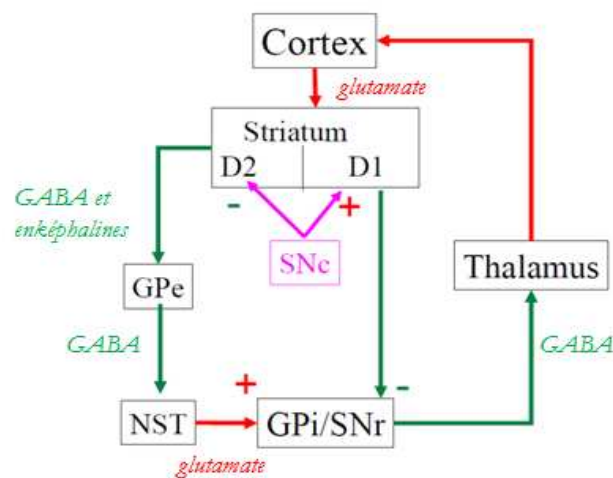 Cortex
glutamate
Striatum
D2 D1
GABA et
enképhalines
-
+
SNc
GPe
Thalamus
GABA
GABA
+
-
NST
GPi/SNr
glutamate